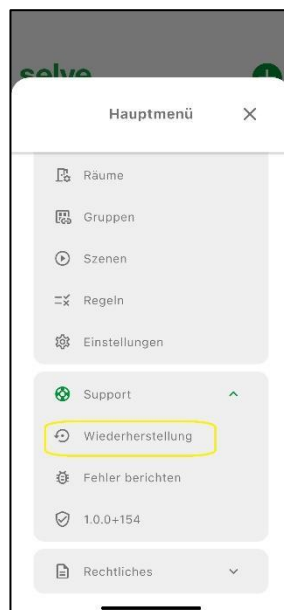 selve
Hauptmenü
Räume
Gruppen
Szenen
Regeln
Einstellungen
Support
Wiederherstellung
Fehler berichten
1.0.0+154
Rechtliches